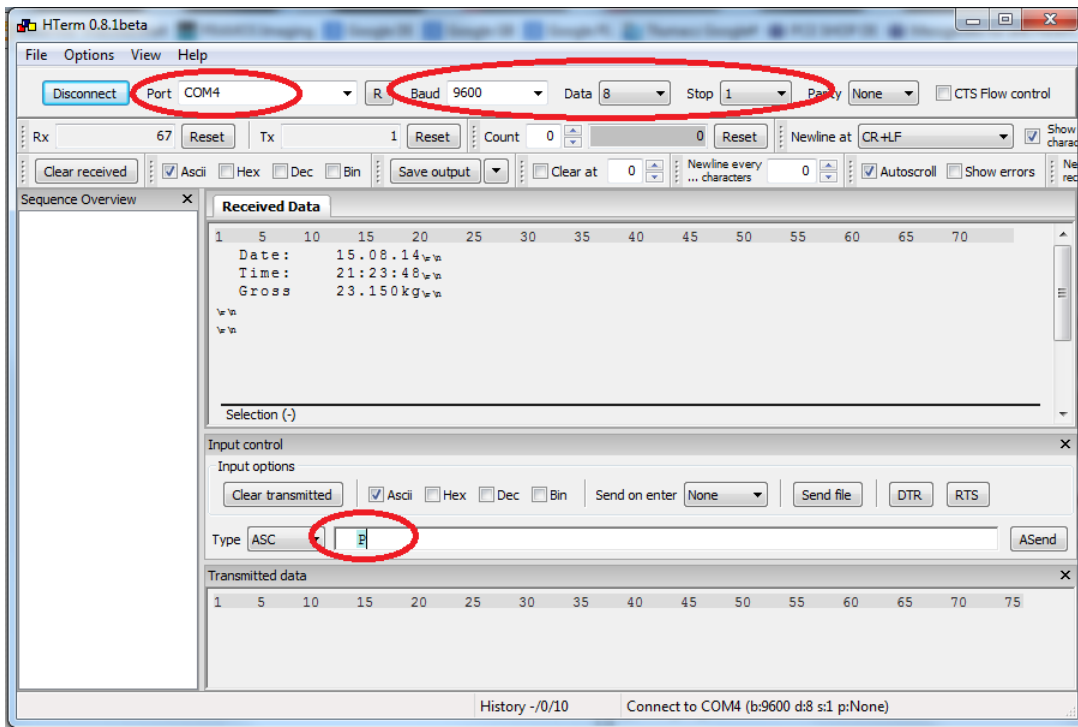 HTerm 0.8.1beta
File Options View Help
Disconnect Port COM4 R Baud 9600 Data 8 Stop 1 Parity None CTS Flow control
Rx 67 Reset Tx 1 Reset Count 0 0 Reset Newline at CR+LF Show
charac
Clear received Ascii Hex Dec Bin Save output Clear at 0 Newline every
... characters 0 Autoscroll Show errors Ne
rec
Sequence Overview X Received Data
1 5 10 15 20 25 30 35 40 45 50 55 60 65 70
Date: 15.08.14\r\n
Time: 21:23:48\r\n
Gross 23.150kg\r\n
\r\n
\r\n
Selection (-)
Input control X
Input options
Clear transmitted Ascii Hex Dec Bin Send on enter None Send file DTR RTS
Type ASC P ASend
Transmitted data X
1 5 10 15 20 25 30 35 40 45 50 55 60 65 70 75
History -/0/10 Connect to COM4 (b:9600 d:8 s:1 p:None)